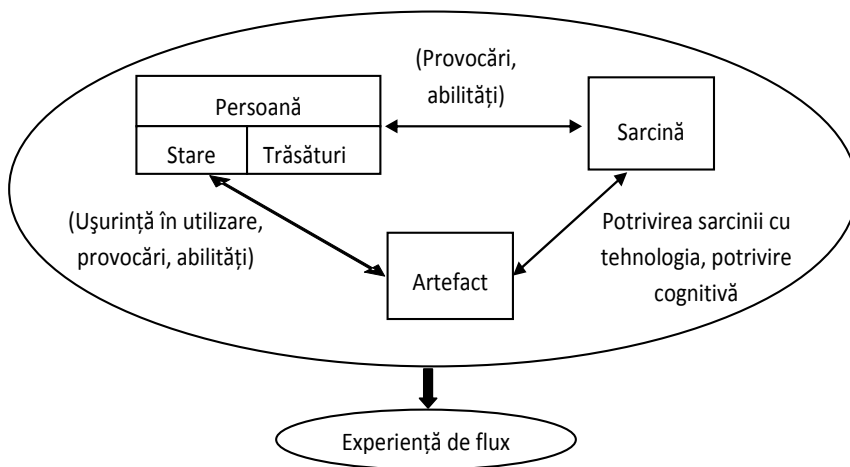 (Provocări,
abilități)
Persoană
Stare
Trăsături
Sarcină
(Uşurință în utilizare,
provocări, abilități)
Artefact
Potrivirea sarcinii cu
tehnologia, potrivire
cognitivă
Experiență de flux